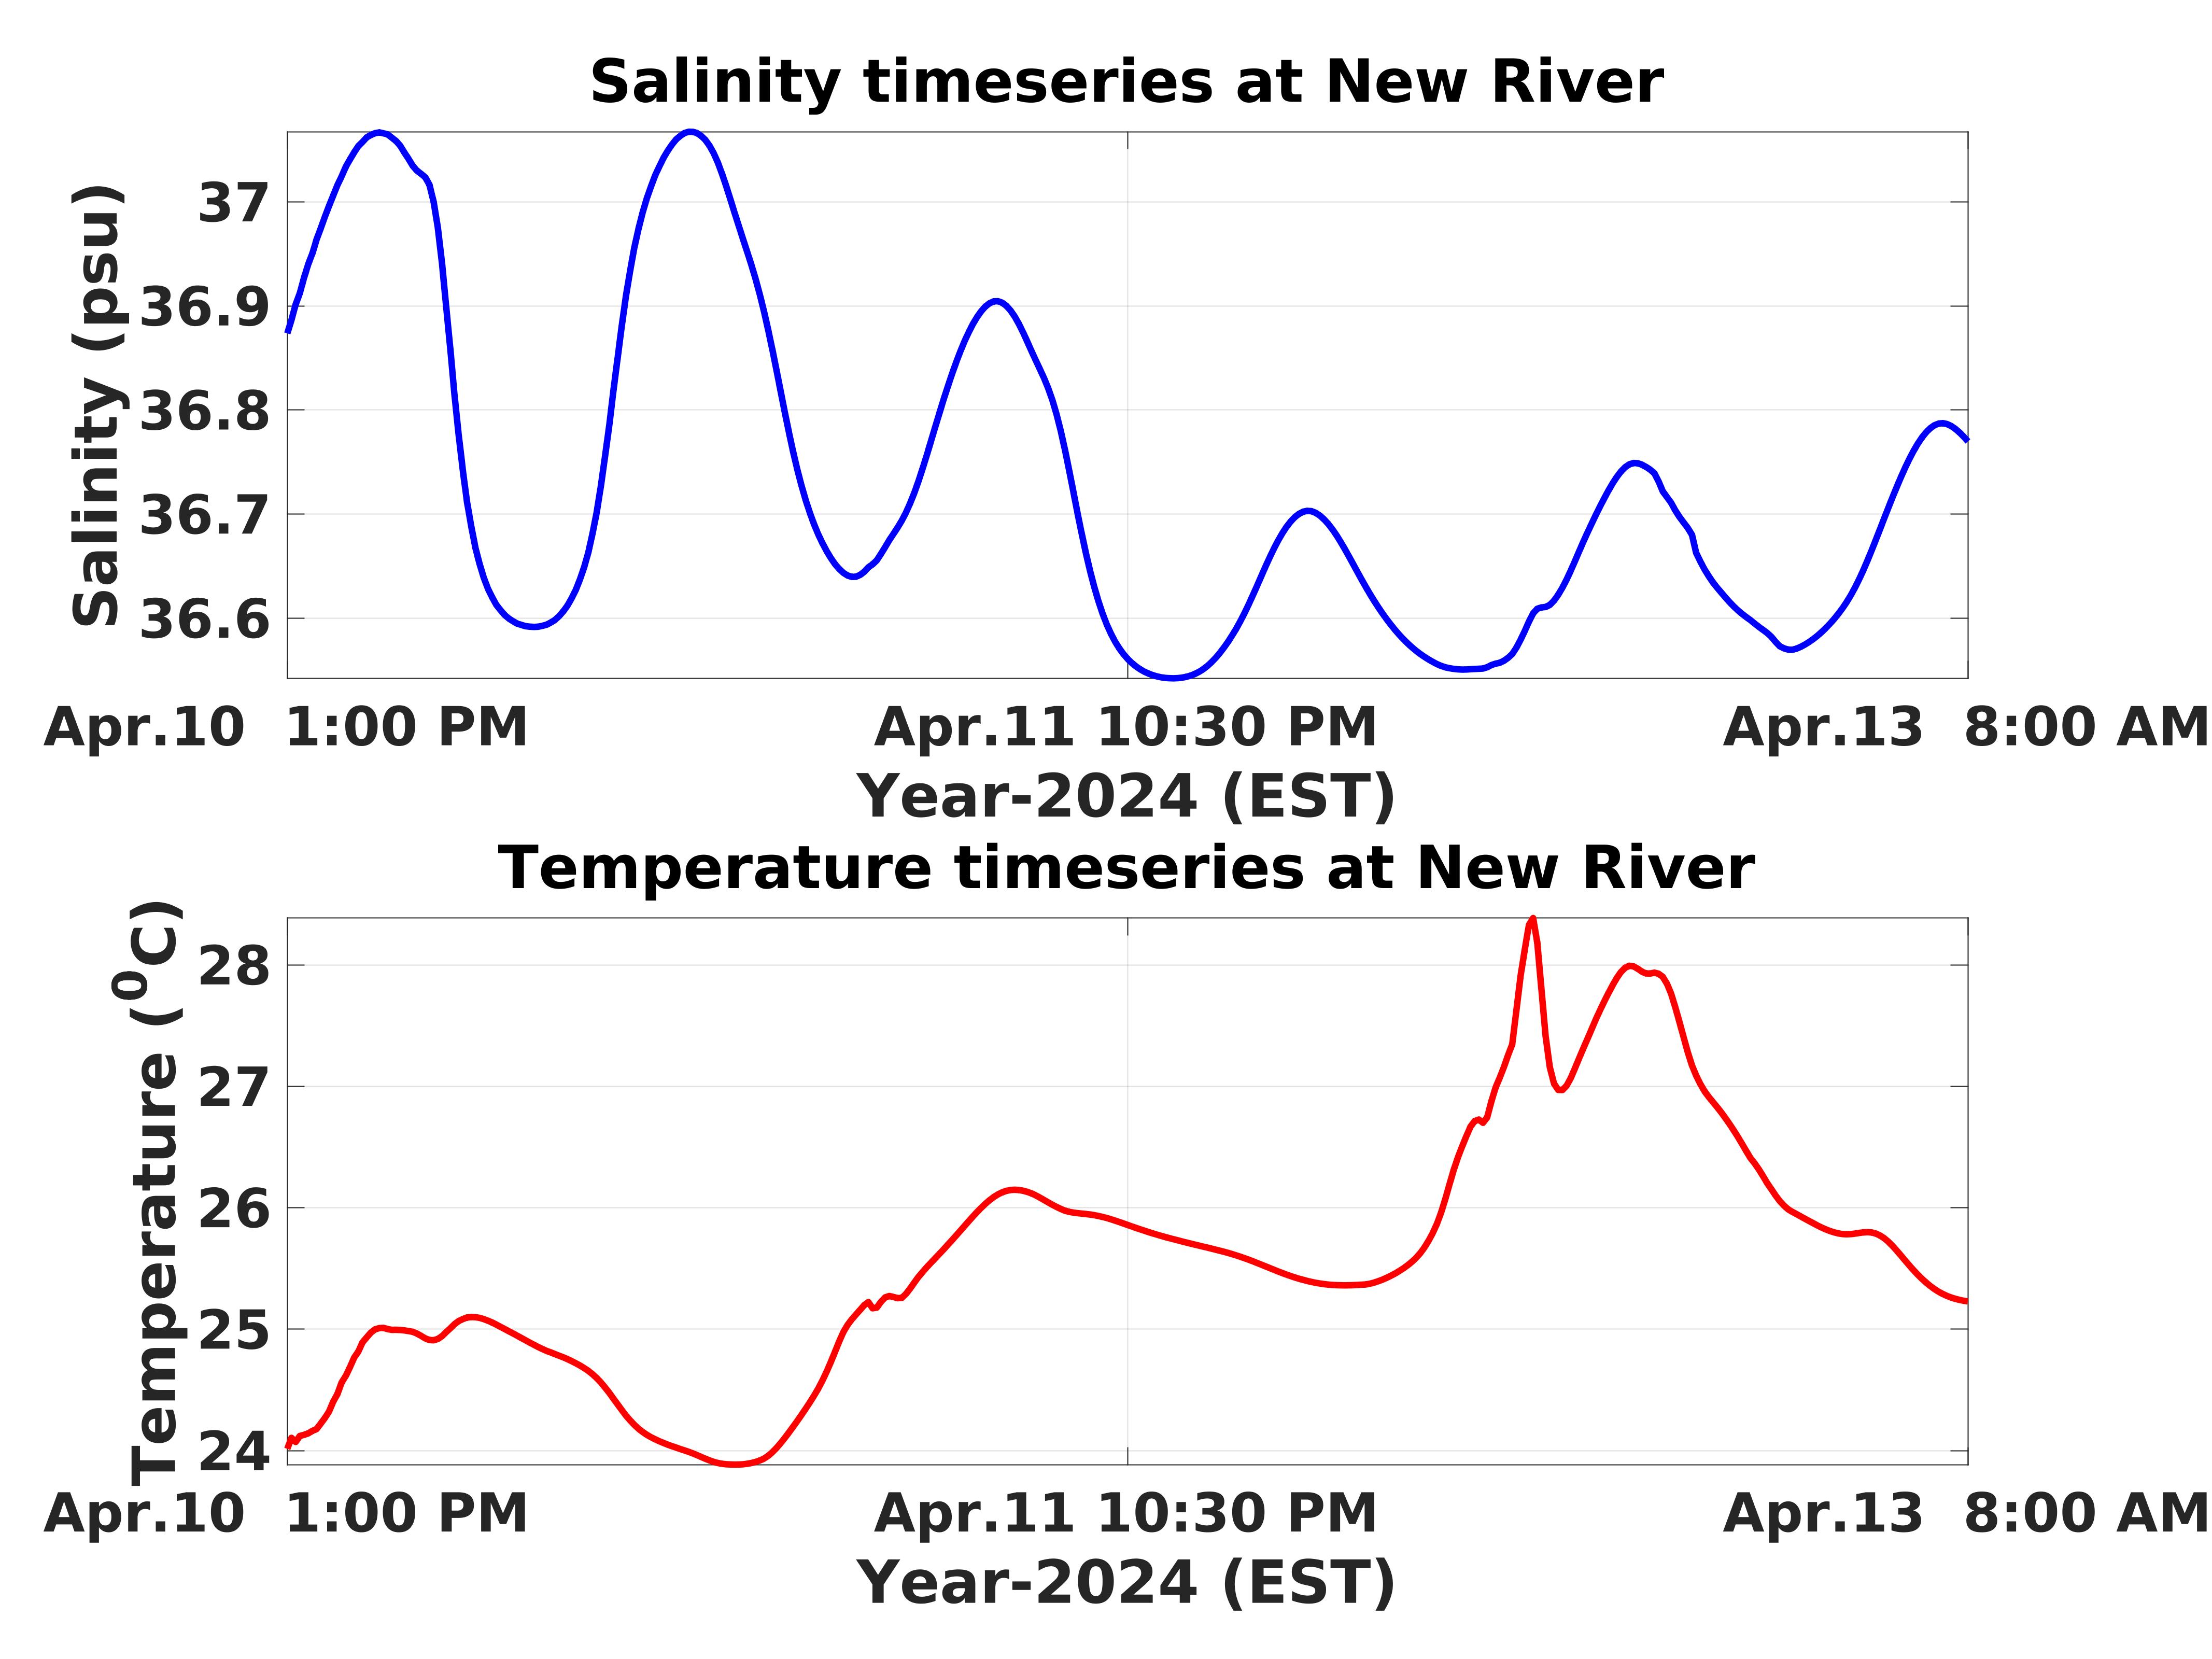 Salinity timeseries at New River
Salinity (psu)
37
36.9
36.8
36.7
36.6
Apr.10  1:00 PM
Apr.11 10:30 PM
Apr.13  8:00 AM
Year-2024 (EST)
Temperature timeseries at New River
Temperature (⁰C)
28
27
26
25
24
Apr.10  1:00 PM
Apr.11 10:30 PM
Apr.13  8:00 AM
Year-2024 (EST)